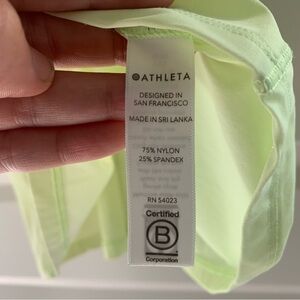 ATHLETA
DESIGNED IN
SAN FRANCISCO
MADE IN SRI LANKA
75% NYLON
25% SPANDEX
RN 54023
Certified
B
Corporation